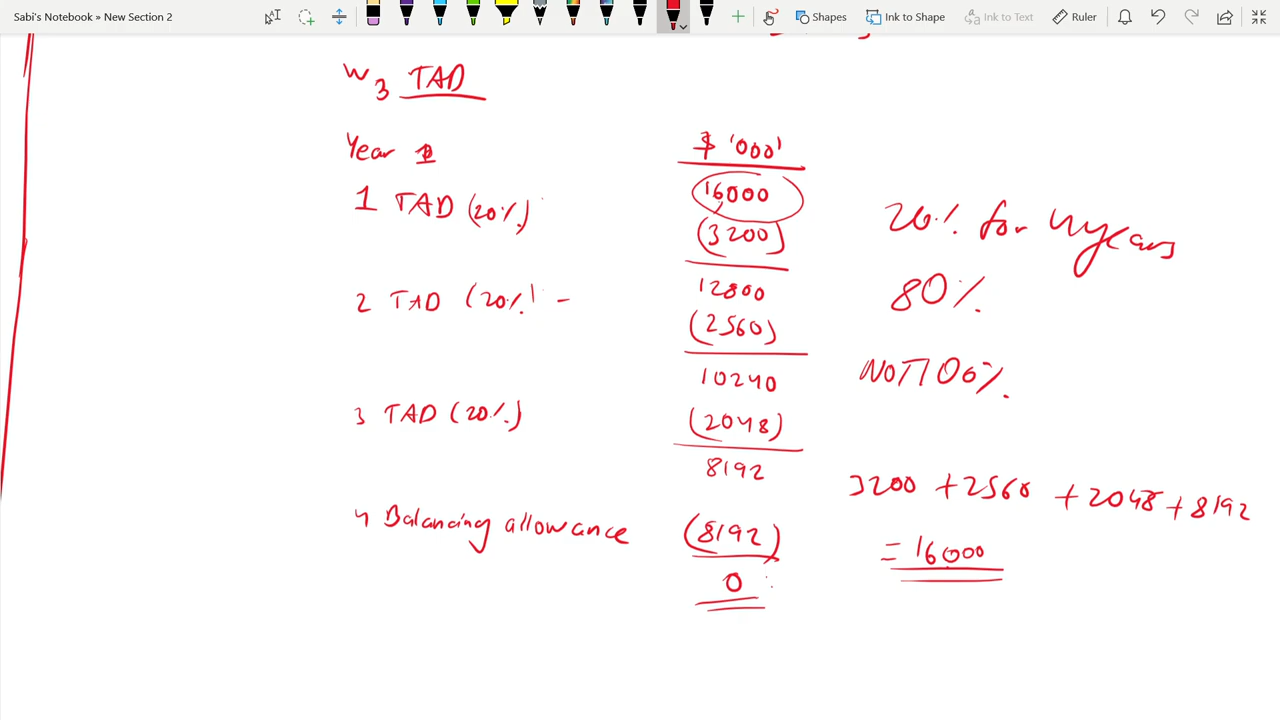 Sabi's Notebook » New Section 2
Shapes Ink to Shape Ink to Text Ruler
W3 TAD
Year $ '000'
1 TAD (20%) 16000
(3200)
12800
2 TAD (20%) - (2560)
10240
3 TAD (20%) (2048)
8192
4 Balancing allowance (8192)
0
20% for 4 years
80%
NOT 100%
3200 + 2560 + 2048 + 8192
= 16000